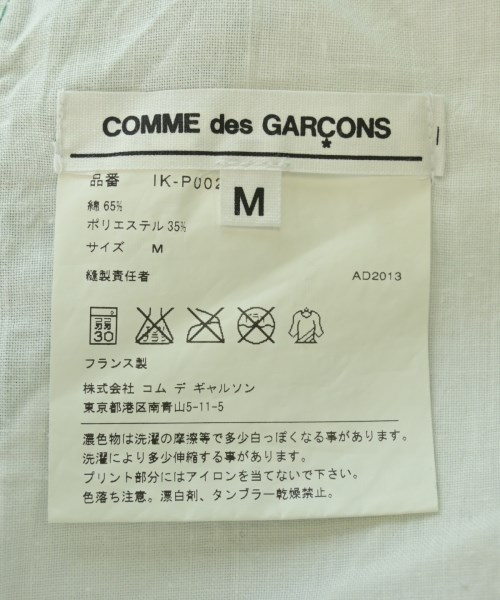 COMME des GARÇONS
品番 IK-P002
M
綿 65%
ポリエステル 35%
サイズ M
縫製責任者 AD2013
30
フランス製
株式会社 コム デ ギャルソン
東京都港区南青山5-11-5
濃色物は洗濯の摩擦等で多少白っぽくなる事があります。
洗濯により多少伸縮する事があります。
プリント部分にはアイロンを当てないで下さい。
色落ち注意。漂白剤、タンブラー乾燥禁止。